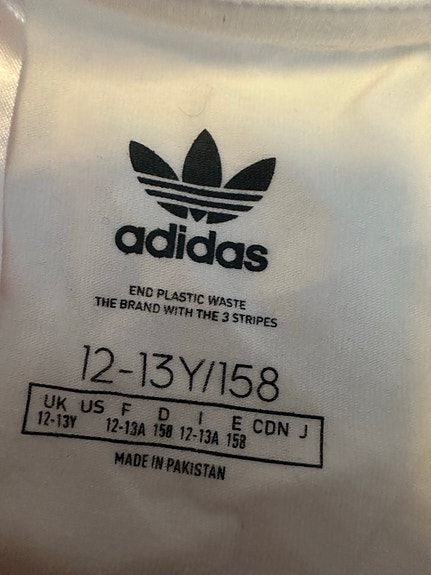 adidas
END PLASTIC WASTE
THE BRAND WITH THE 3 STRIPES
12-13Y/158
UK US F D I E CDN J
12-13Y 12-13A 158 12-13A 158
MADE IN PAKISTAN